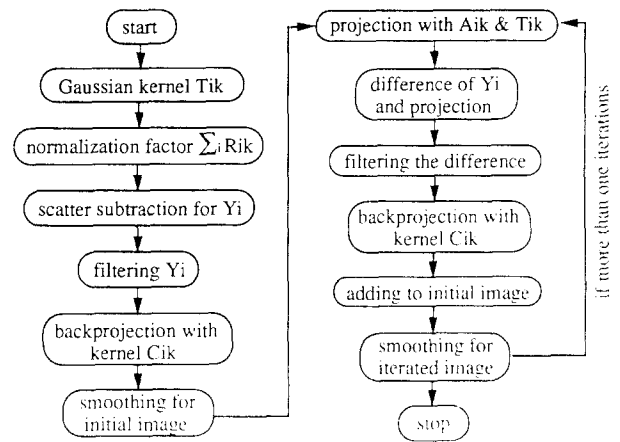 start
Gaussian kernel Tik
normalization factor ∑i Rik
scatter subtraction for Yi
filtering Yi
backprojection with
kernel Cik
smoothing for
initial image
projection with Aik & Tik
difference of Yi
and projection
filtering the difference
backprojection with
kernel Cik
adding to initial image
smoothing for
iterated image
stop
if more than one iterations